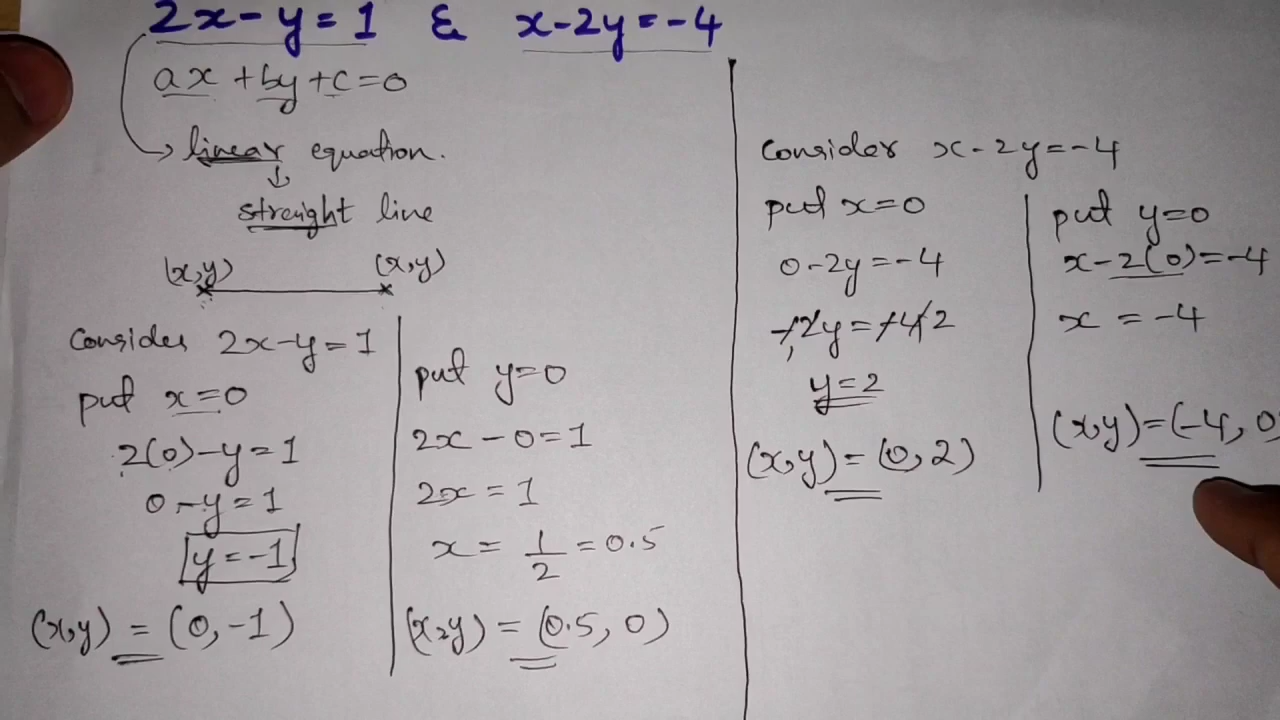 2x-y=1 & x-2y=-4
ax+by+c=0
linear equation.
streight line
(x,y) (x,y)
Consider 2x-y=1
put x=0
2(0)-y=1
0-y=1
y=-1
(x,y) = (0,-1)
put y=0
2x-0=1
2x=1
x=1/2=0.5
(x,y) = (0.5, 0)
Consider x-2y=-4
put x=0
0-2y=-4
-2y=-4 2
y=2
(x,y) = (0,2)
put y=0
x-2(0)=-4
x=-4
(x,y)=(-4,0